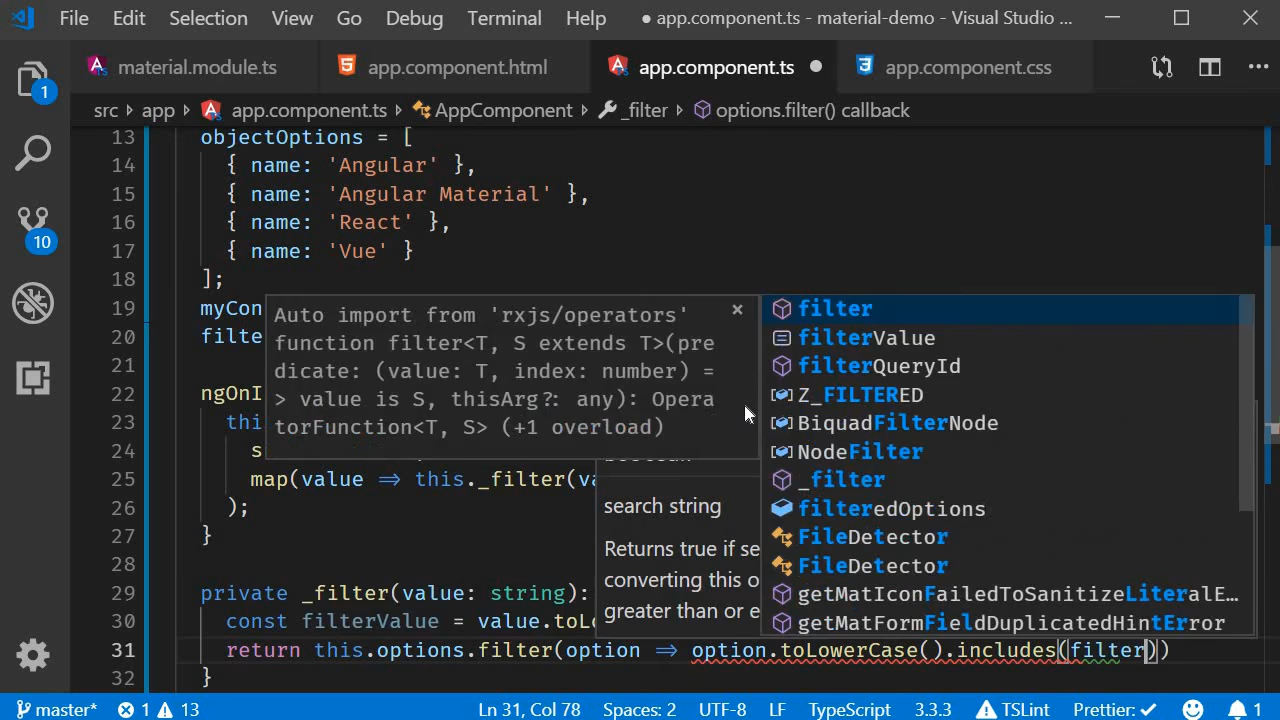 File Edit Selection View Go Debug Terminal Help ● app.component.ts - material-demo - Visual Studio ...
material.module.ts app.component.html app.component.ts app.component.css
src > app > app.component.ts > AppComponent > _filter > options.filter() callback
1
10
13 objectOptions = [
14 { name: 'Angular' },
15 { name: 'Angular Material' },
16 { name: 'React' },
17 { name: 'Vue' }
18 ];
19 myCon
20 filte
21
22 ngOnI
23 thi
24 s
25 map(value => this._filter(va
26 );
27 }
28
29 private _filter(value: string):
30 const filterValue = value.toLo
31 return this.options.filter(option => option.toLowerCase().includes(filter))
32 }
Auto import from 'rxjs/operators'
function filter<T, S extends T>(pre
dicate: (value: T, index: number) =
> value is S, thisArg?: any): Opera
torFunction<T, S> (+1 overload)
search string
Returns true if se
converting this o
greater than or e
filter
filterValue
filterQueryId
Z_FILTERED
BiquadFilterNode
NodeFilter
_filter
filteredOptions
FileDetector
FileDetector
getMatIconFailedToSanitizeLiteralE...
getMatFormFieldDuplicatedHintError
master* 1 13 Ln 31, Col 78 Spaces: 2 UTF-8 LF TypeScript 3.3.3 TSLint Prettier: ✓ 1